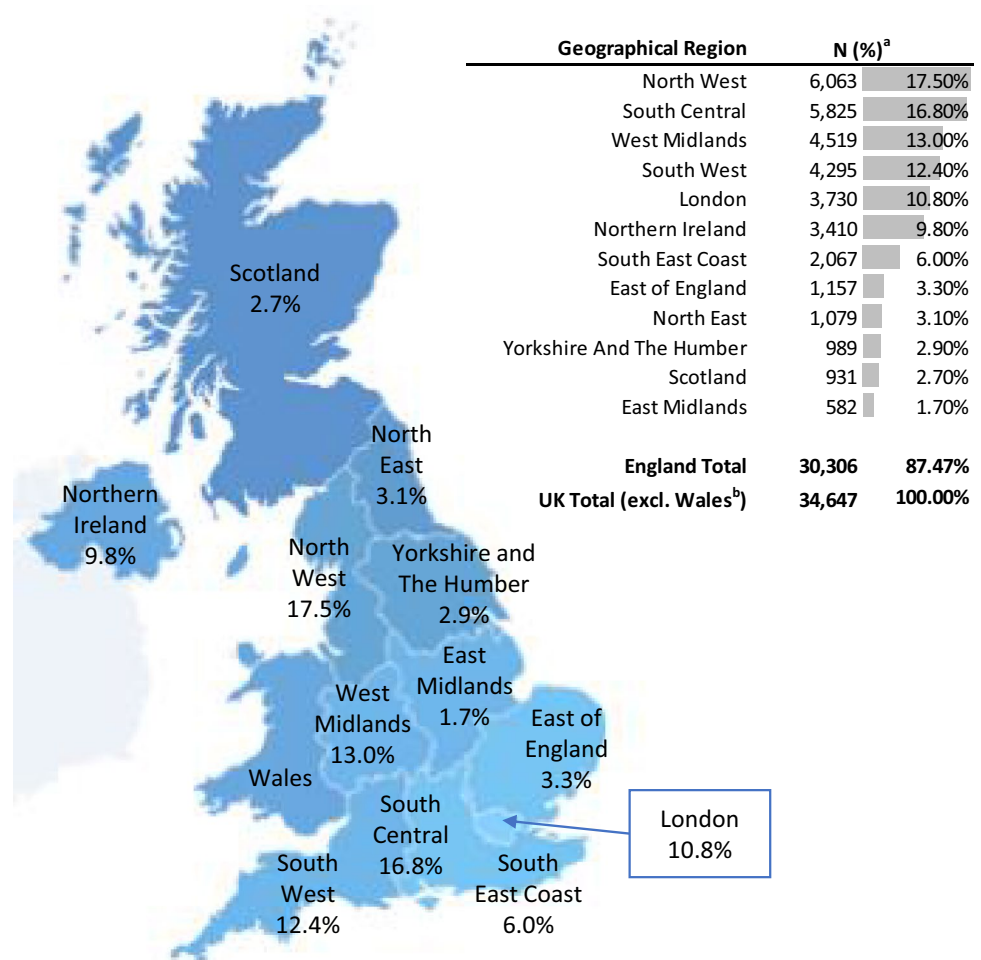 Geographical Region N (%)a
North West 6,063 17.50%
South Central 5,825 16.80%
West Midlands 4,519 13.00%
South West 4,295 12.40%
London 3,730 10.80%
Northern Ireland 3,410 9.80%
South East Coast 2,067 6.00%
East of England 1,157 3.30%
North East 1,079 3.10%
Yorkshire And The Humber 989 2.90%
Scotland 931 2.70%
East Midlands 582 1.70%
England Total 30,306 87.47%
UK Total (excl. Walesb) 34,647 100.00%
Scotland
2.7%
North
East
3.1%
Northern
Ireland
9.8%
North
West
17.5%
Yorkshire and
The Humber
2.9%
East
Midlands
1.7%
West
Midlands
13.0%
East of
England
3.3%
Wales
South
Central
16.8%
London
10.8%
South
West
12.4%
South
East Coast
6.0%